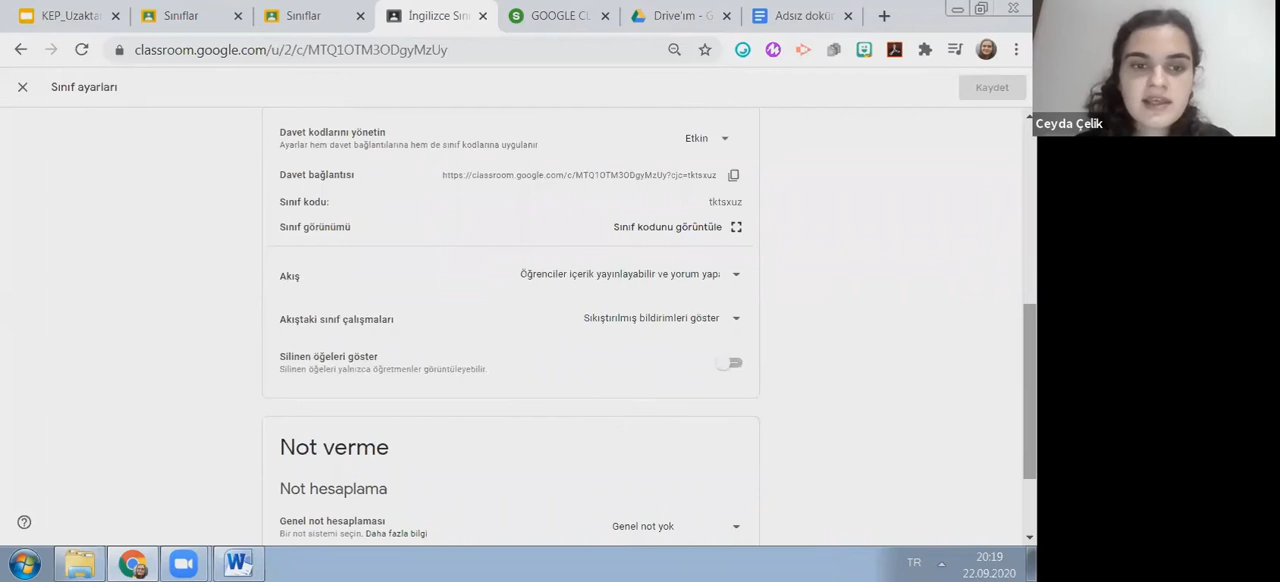 KEP_Uzakta
Sınıflar
Sınıflar
İngilizce Sını
GOOGLE CL
Drive'ım - G
Adsız dokü
classroom.google.com/u/2/c/MTQ1OTM3ODgyMzUy
Sınıf ayarları
Kaydet
Ceyda Çelik
Davet kodlarını yönetin
Ayarlar hem davet bağlantılarına hem de sınıf kodlarına uygulanır
Etkin
Davet bağlantısı
https://classroom.google.com/c/MTQ1OTM3ODgyMzUy?cjc=tktsxuz
Sınıf kodu:
tktsxuz
Sınıf görünümü
Sınıf kodunu görüntüle
Akış
Öğrenciler içerik yayınlayabilir ve yorum yapa
Akıştaki sınıf çalışmaları
Sıkıştırılmış bildirimleri göster
Silinen öğeleri göster
Silinen öğeleri yalnızca öğretmenler görüntüleyebilir.
Not verme
Not hesaplama
Genel not hesaplaması
Bir not sistemi seçin. Daha fazla bilgi
Genel not yok
TR
20:19
22.09.2020